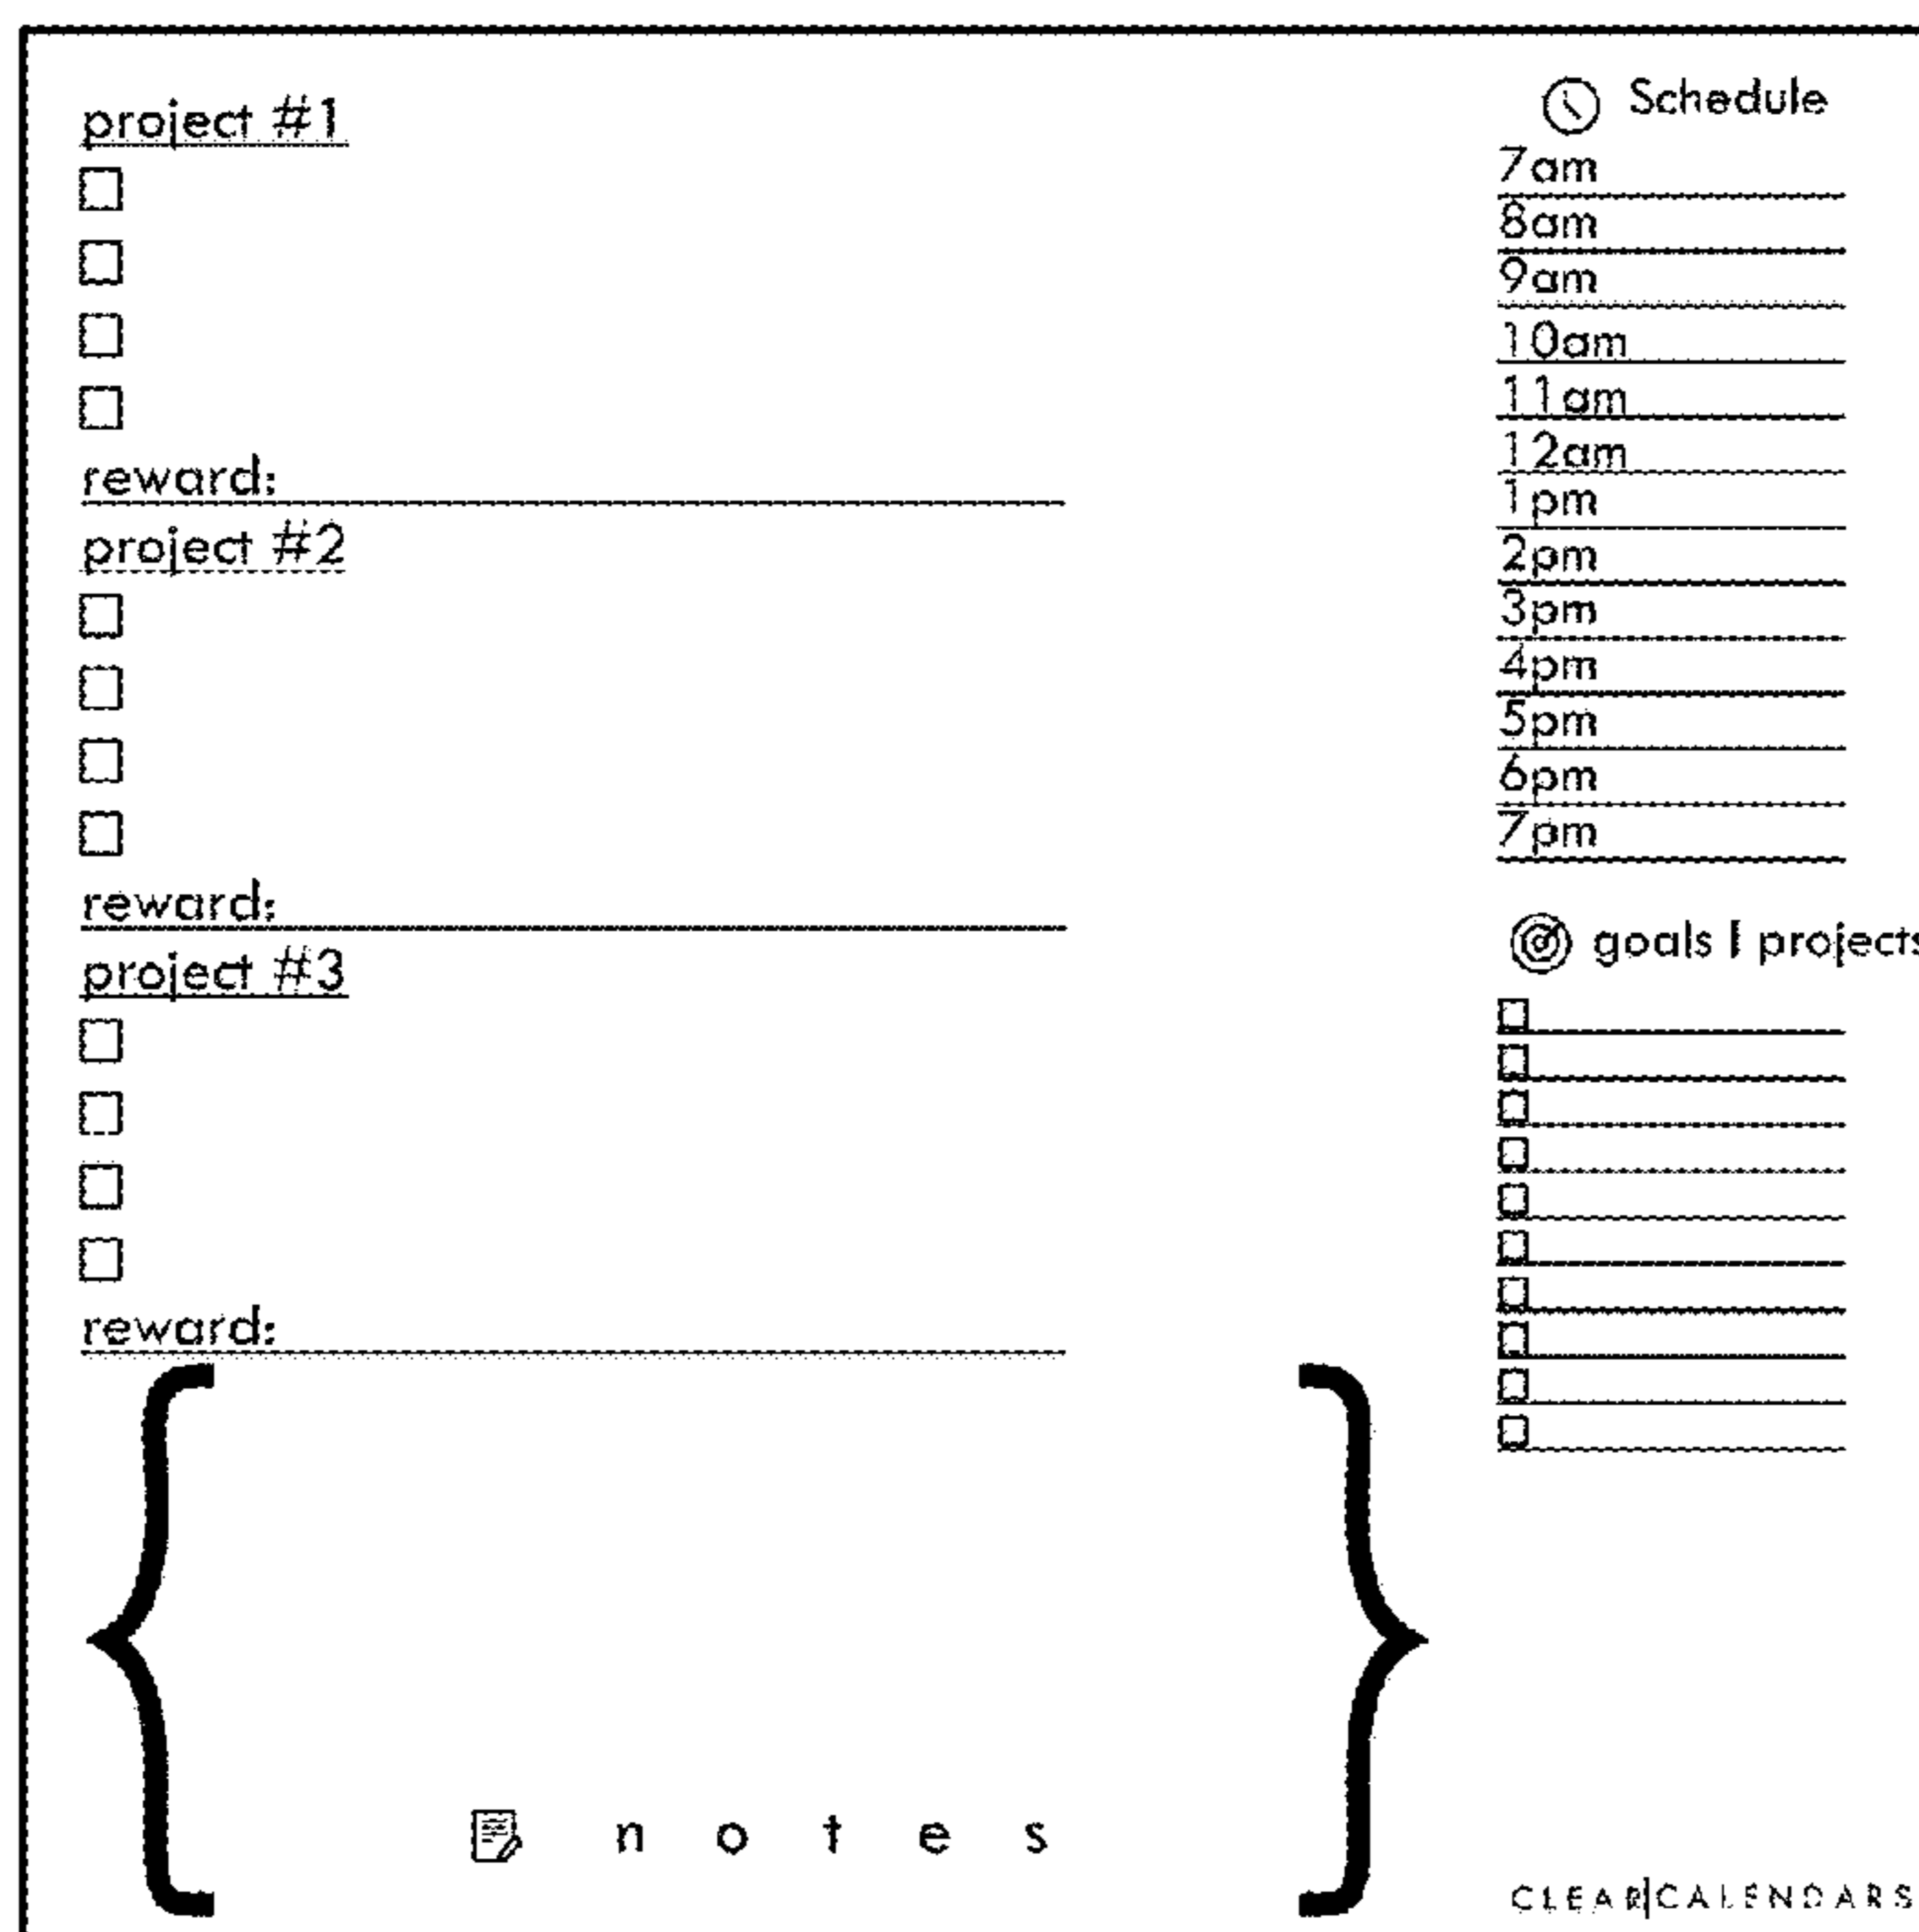 project #1
reward:
project #2
reward:
project #3
reward:
notes
Schedule
7am
8am
9am
10am
11am
12am
1pm
2pm
3pm
4pm
5pm
6pm
7pm
goals | projects
CLEAR|CALENDARS